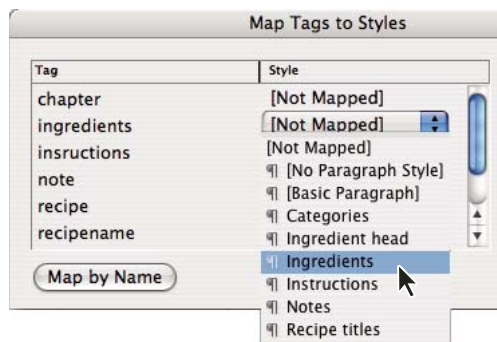 Map Tags to Styles
Tag Style
chapter [Not Mapped]
ingredients [Not Mapped]
insructions [Not Mapped]
note ¶ [No Paragraph Style]
¶ [Basic Paragraph]
recipe ¶ Categories
recipename ¶ Ingredient head
¶ Ingredients
Map by Name ¶ Instructions
¶ Notes
¶ Recipe titles